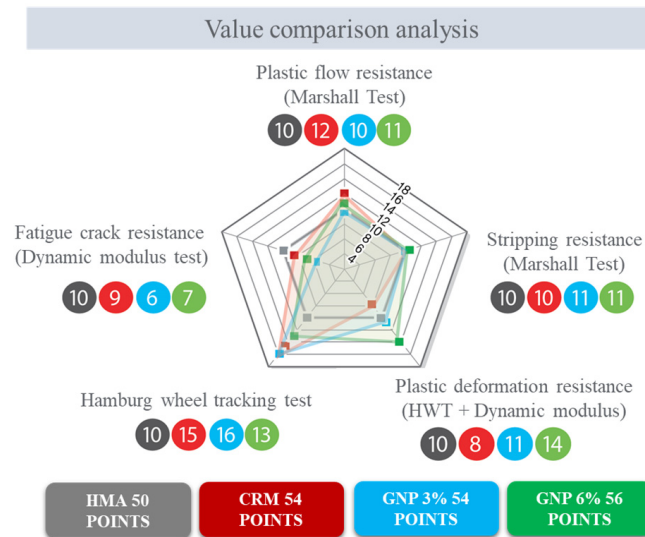 Value comparison analysis
Plastic flow resistance
(Marshall Test)
10 12 10 11
18
16
14
12
10
8
6
4
Fatigue crack resistance
(Dynamic modulus test)
10 9 6 7
Stripping resistance
(Marshall Test)
10 10 11 11
Hamburg wheel tracking test
10 15 16 13
Plastic deformation resistance
(HWT + Dynamic modulus)
10 8 11 14
HMA 50
POINTS
CRM 54
POINTS
GNP 3% 54
POINTS
GNP 6% 56
POINTS